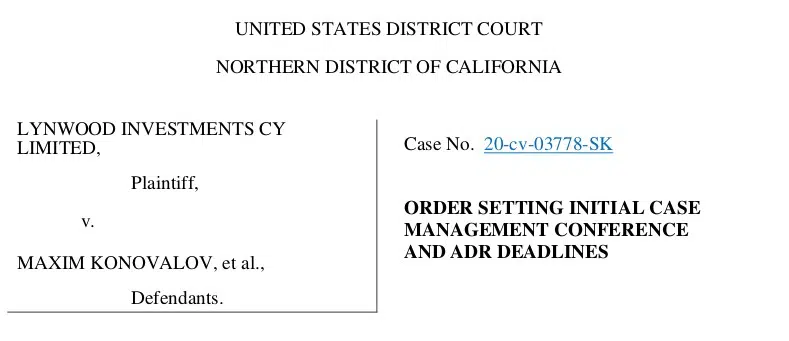 UNITED STATES DISTRICT COURT
NORTHERN DISTRICT OF CALIFORNIA
LYNWOOD INVESTMENTS CY
LIMITED,
Plaintiff,
v.
MAXIM KONOVALOV, et al.,
Defendants.
Case No. 20-cv-03778-SK
ORDER SETTING INITIAL CASE
MANAGEMENT CONFERENCE
AND ADR DEADLINES